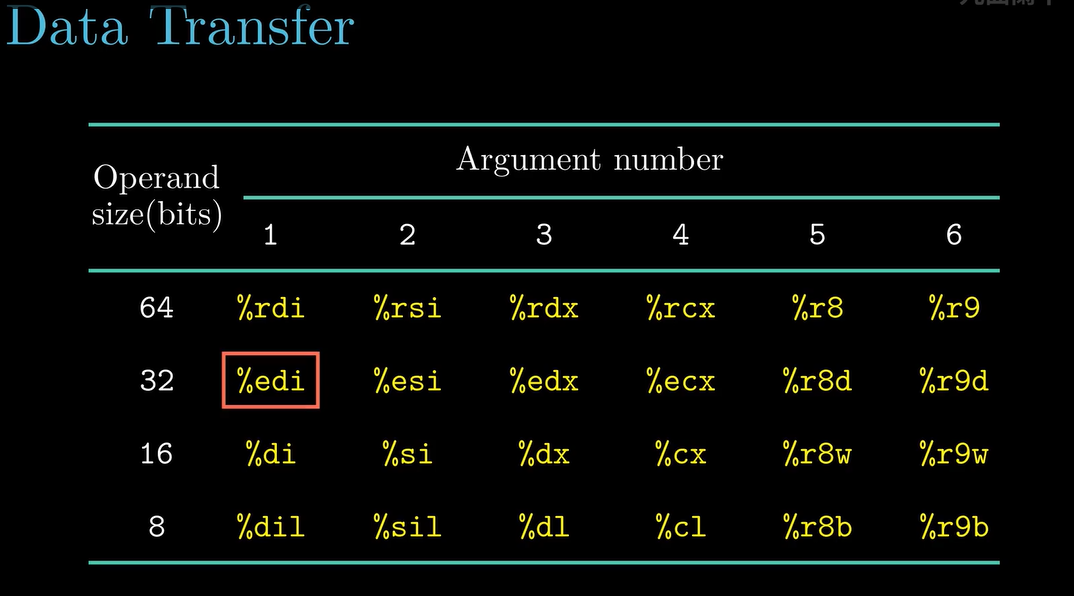 Data Transfer
Argument number
Operand
size(bits)
1 2 3 4 5 6
64 %rdi %rsi %rdx %rcx %r8 %r9
32 %edi %esi %edx %ecx %r8d %r9d
16 %di %si %dx %cx %r8w %r9w
8 %dil %sil %dl %cl %r8b %r9b